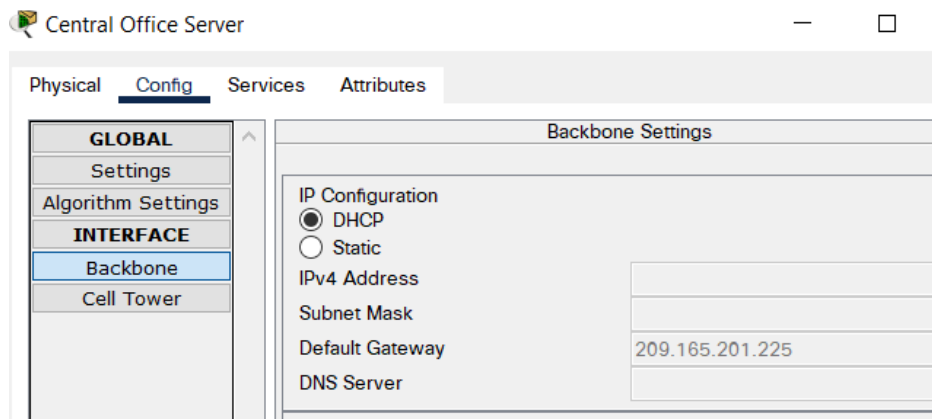 Central Office Server
Physical Config Services Attributes
GLOBAL
Settings
Algorithm Settings
INTERFACE
Backbone
Cell Tower
Backbone Settings
IP Configuration
DHCP
Static
IPv4 Address
Subnet Mask
Default Gateway 209.165.201.225
DNS Server